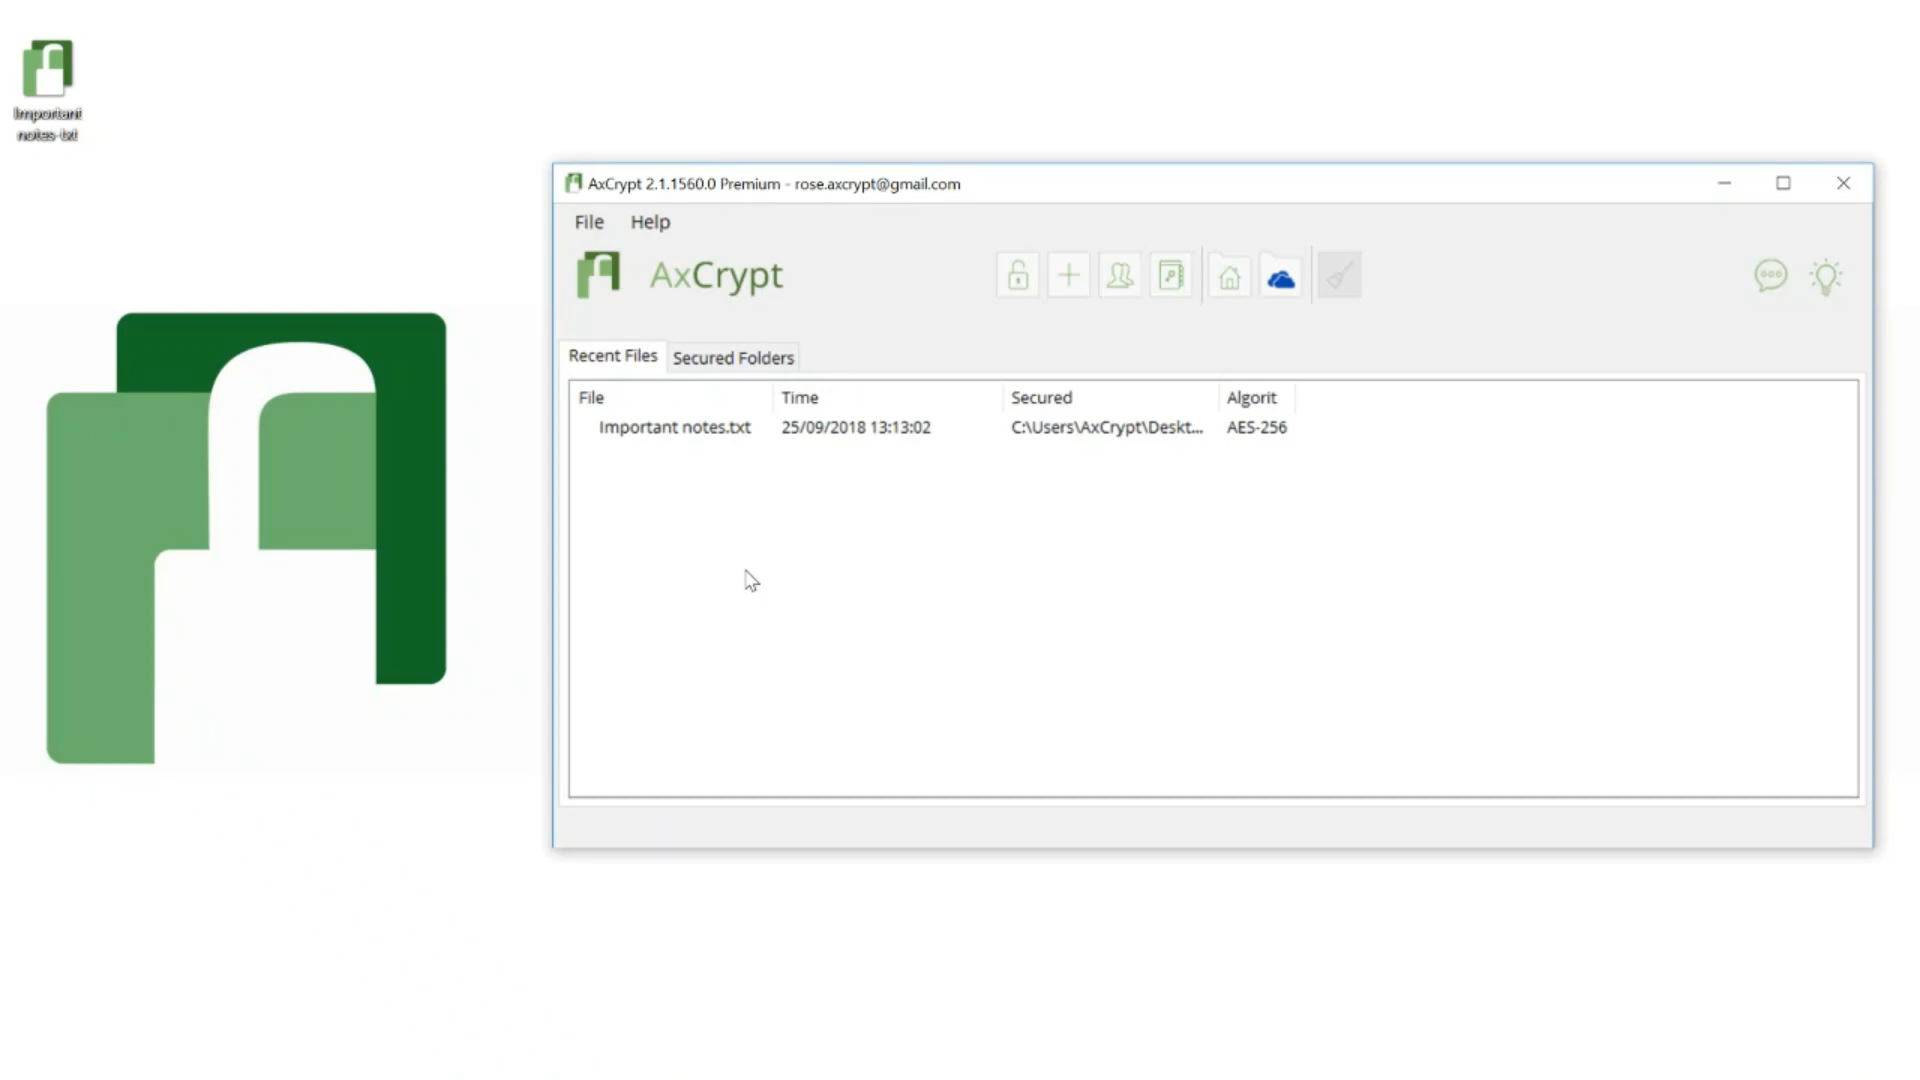 Important
notes-txt
AxCrypt 2.1.1560.0 Premium - rose.axcrypt@gmail.com
File Help
AxCrypt
Recent Files Secured Folders
File Time Secured Algorit
Important notes.txt 25/09/2018 13:13:02 C:\Users\AxCrypt\Deskt... AES-256